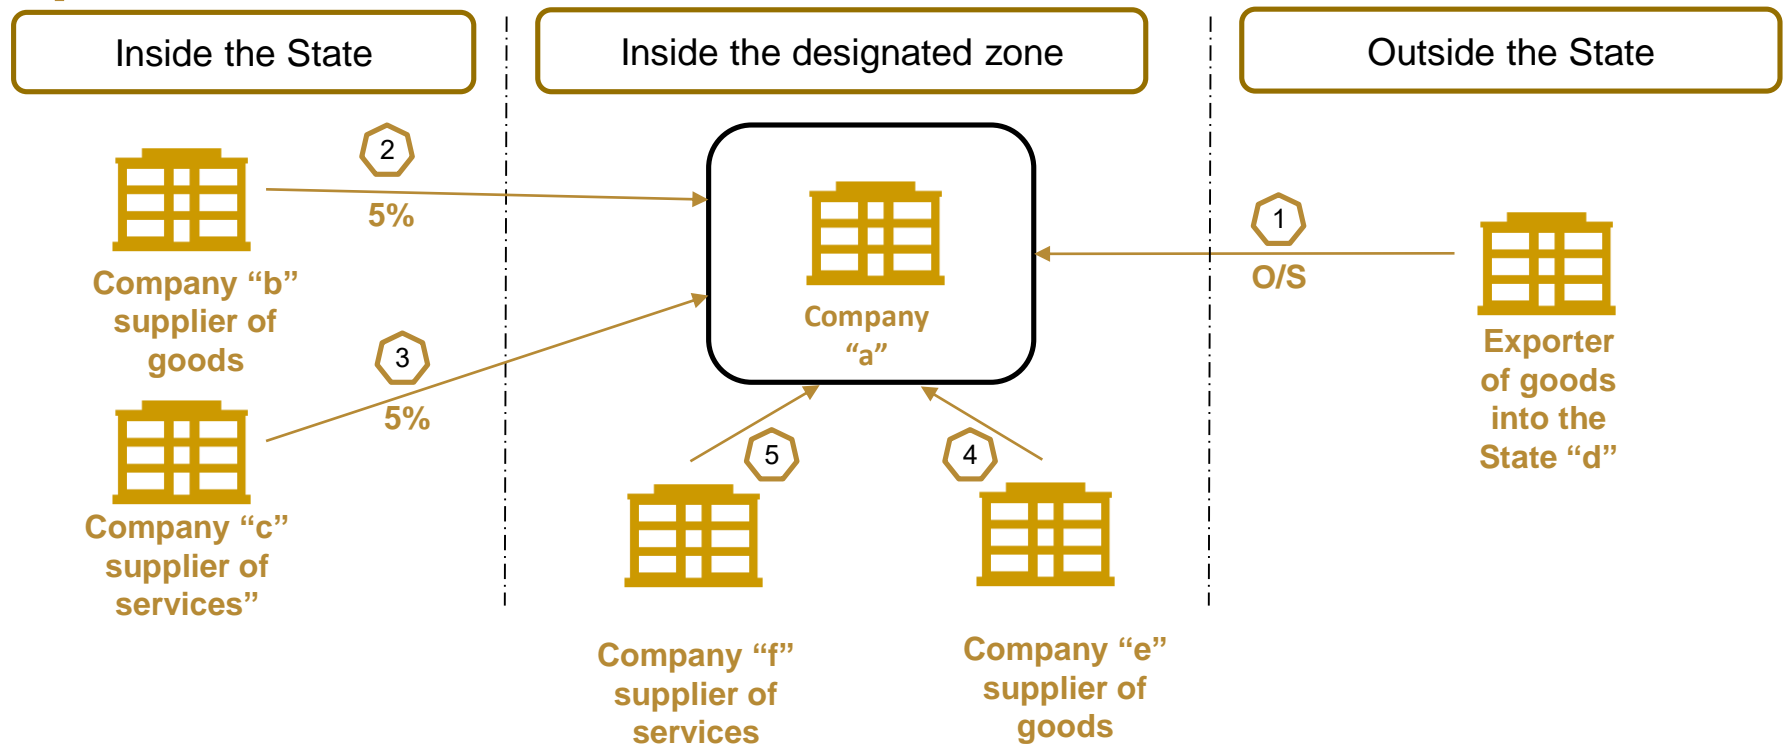 Inside the State
Inside the designated zone
Outside the State
2
5%
Company “b”
supplier of
goods
3
5%
Company “c”
supplier of
services”
Company
“a”
5
4
Company “f”
supplier of
services
Company “e”
supplier of
goods
1
O/S
Exporter
of goods
into the
State “d”